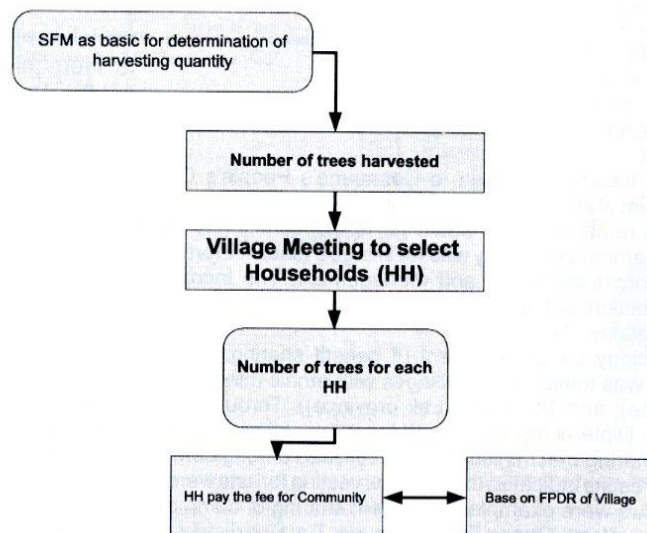 SFM as basic for determination of
harvesting quantity
Number of trees harvested
Village Meeting to select
Households (HH)
Number of trees for each
HH
HH pay the fee for Community
Base on FPDR of Village